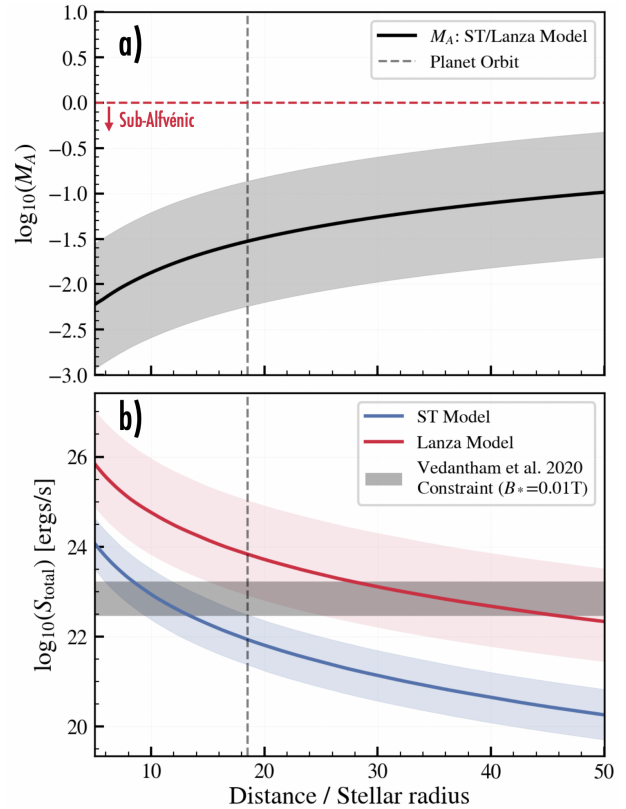 a)
1.0
0.5
0.0
-0.5
-1.0
-1.5
-2.0
-2.5
-3.0
log₁₀(M_A)
M_A: ST/Lanza Model
Planet Orbit
Sub-Alfvénic
b)
26
24
22
20
log₁₀(S_total) [ergs/s]
ST Model
Lanza Model
Vedantham et al. 2020
Constraint (B_*=0.01T)
10 20 30 40 50
Distance / Stellar radius